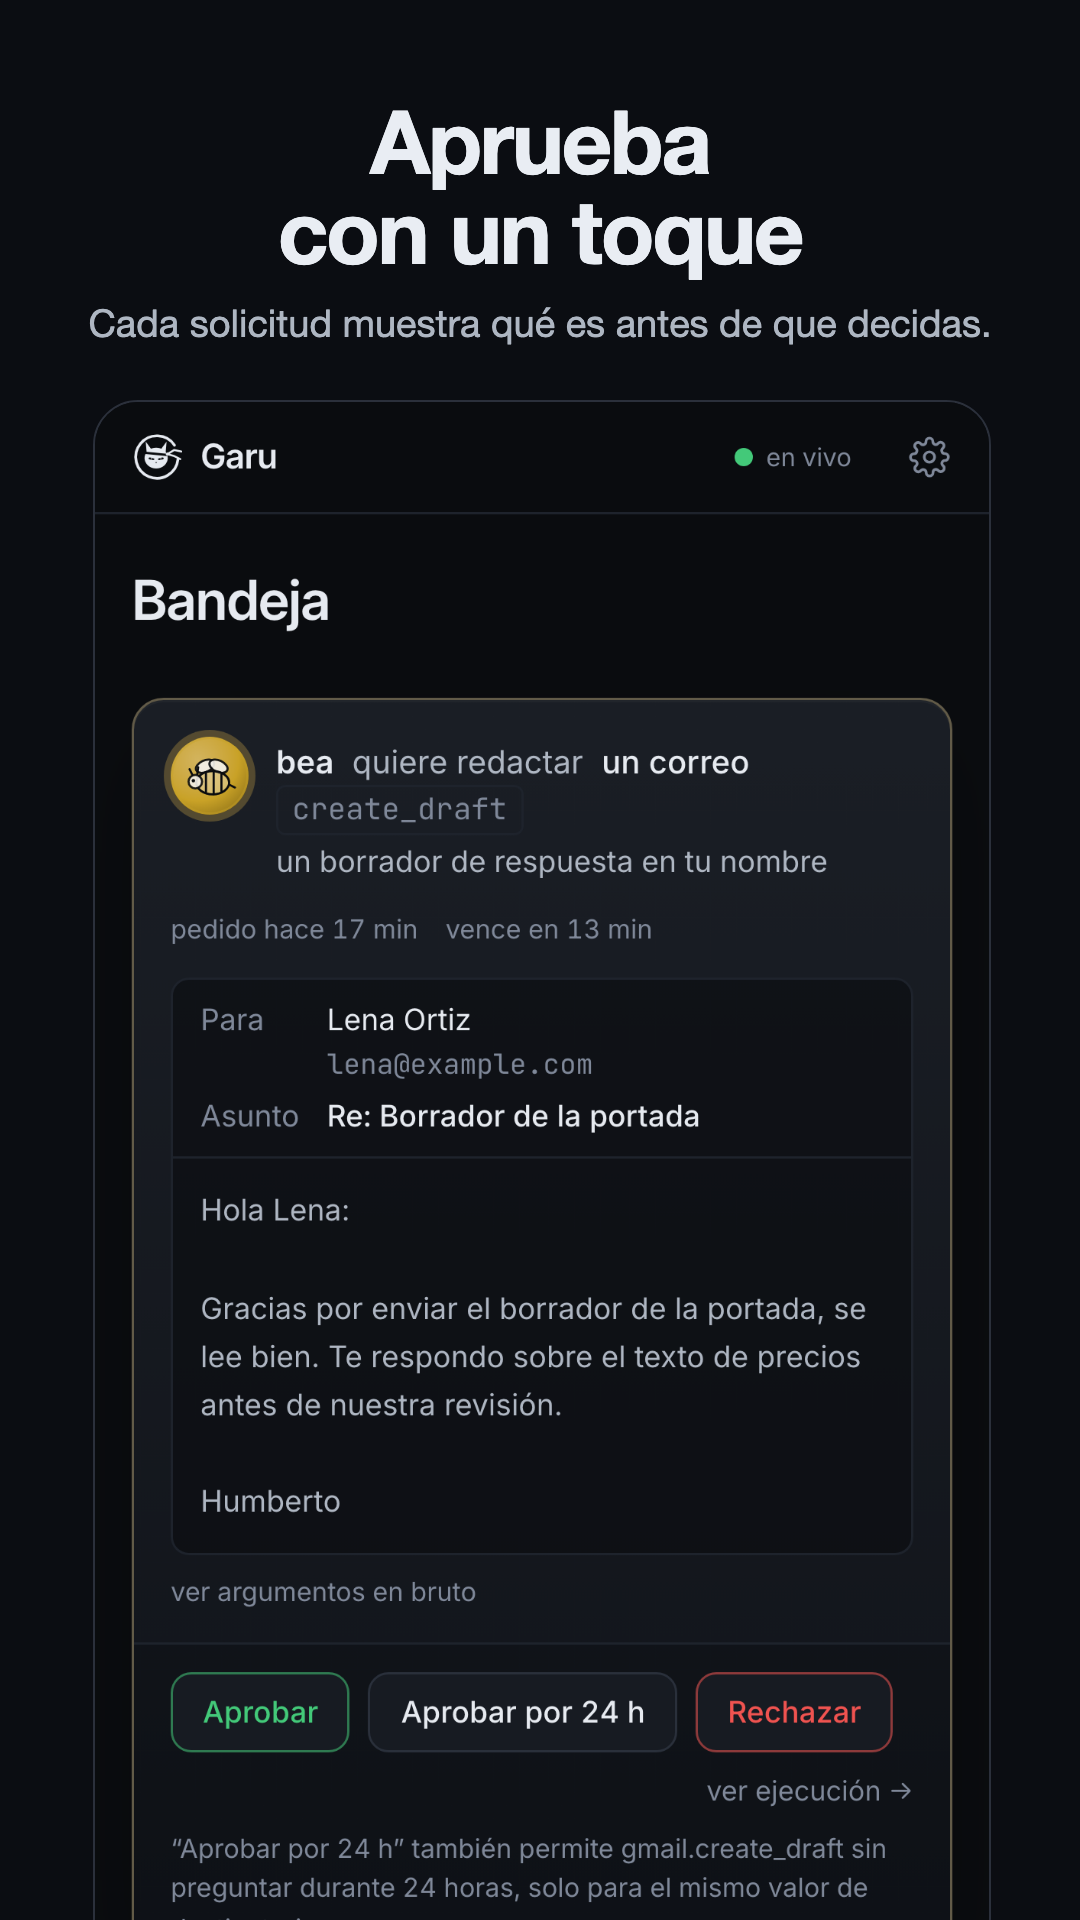 Aprueba
con un toque
Cada solicitud muestra qué es antes de que decidas.
Garu
en vivo
Bandeja
bea quiere redactar un correo
create_draft
un borrador de respuesta en tu nombre
pedido hace 17 min vence en 13 min
Para Lena Ortiz
lena@example.com
Asunto Re: Borrador de la portada
Hola Lena:
Gracias por enviar el borrador de la portada, se
lee bien. Te respondo sobre el texto de precios
antes de nuestra revisión.
Humberto
ver argumentos en bruto
Aprobar Aprobar por 24 h Rechazar
ver ejecución →
“Aprobar por 24 h” también permite gmail.create_draft sin
preguntar durante 24 horas, solo para el mismo valor de